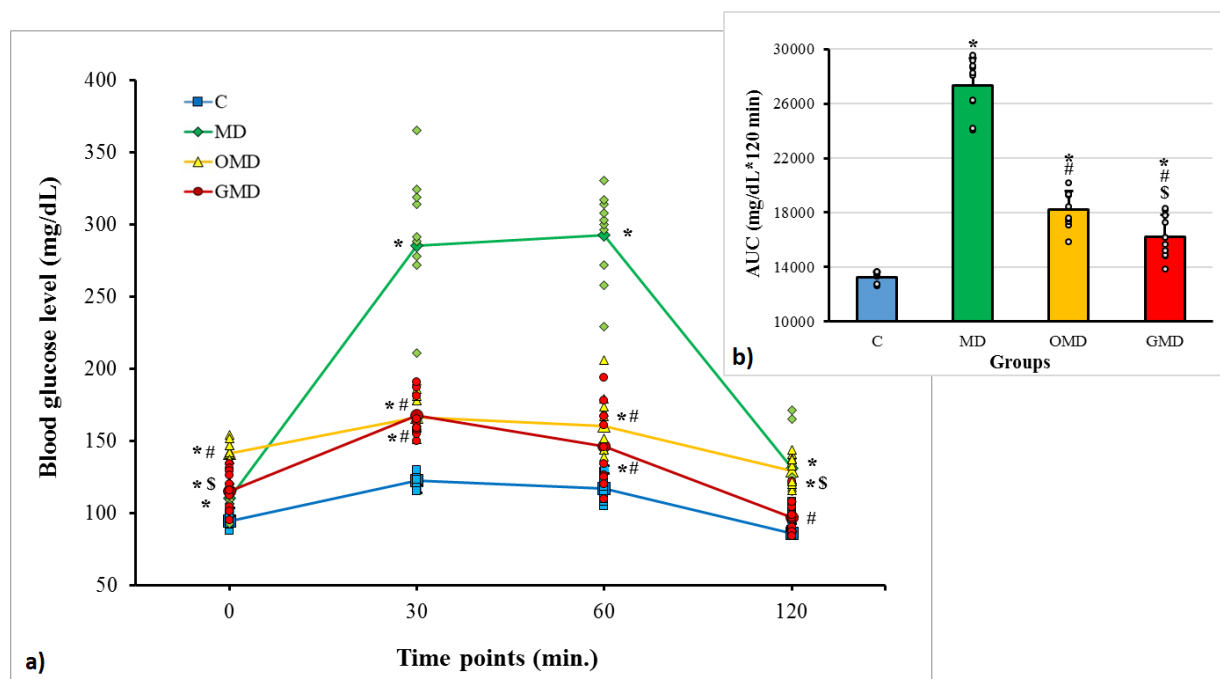 400
350
300
250
200
150
100
50
Blood glucose level (mg/dL)
C
MD
OMD
GMD
* #
* $
*
*
* #
* #
*
* #
* #
*
* $
#
0
30
60
120
Time points (min.)
a)
30000
26000
22000
18000
14000
10000
AUC (mg/dL*120 min)
*
*
#
*
#
$
C
MD
OMD
GMD
Groups
b)